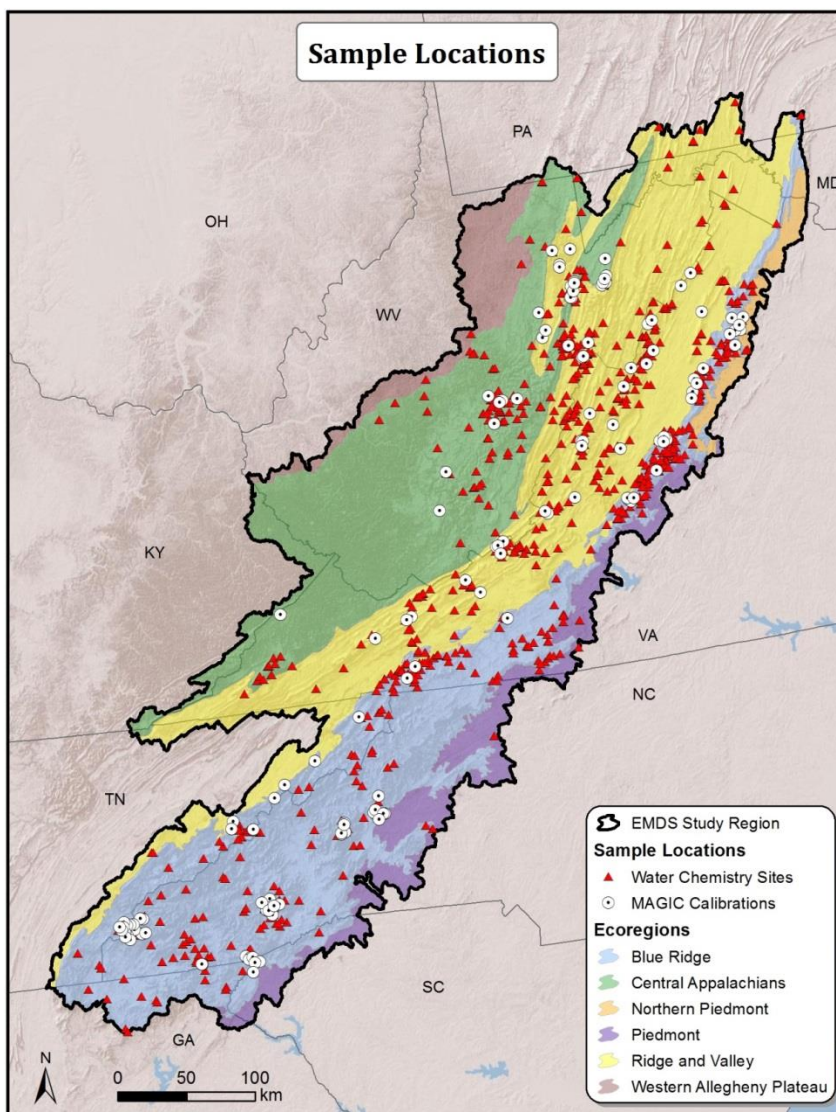 Sample Locations
PA
MD
OH
WV
KY
VA
NC
TN
SC
GA
N
0 50 100
km
EMDS Study Region
Sample Locations
Water Chemistry Sites
MAGIC Calibrations
Ecoregions
Blue Ridge
Central Appalachians
Northern Piedmont
Piedmont
Ridge and Valley
Western Allegheny Plateau